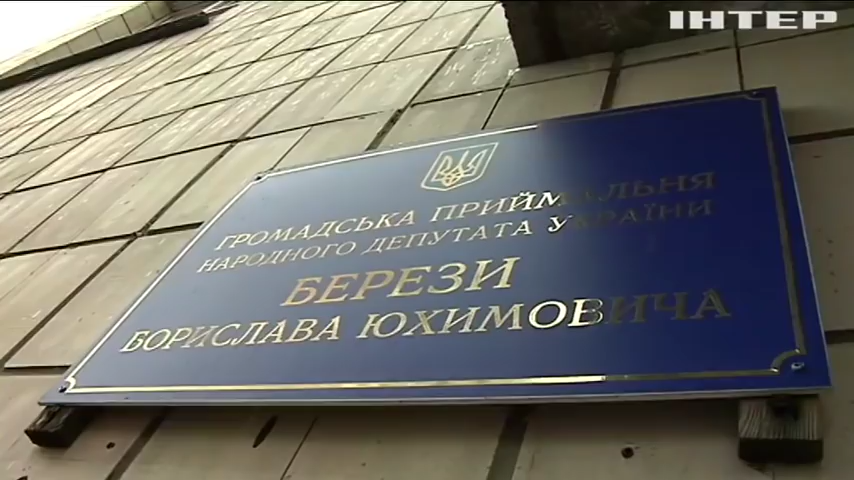 ІНТЕР
ГРОМАДСЬКА ПРИЙМАЛЬНЯ
НАРОДНОГО ДЕПУТАТА УКРАЇНИ
БЕРЕЗИ
БОРИСЛАВА ЮХИМОВИЧА